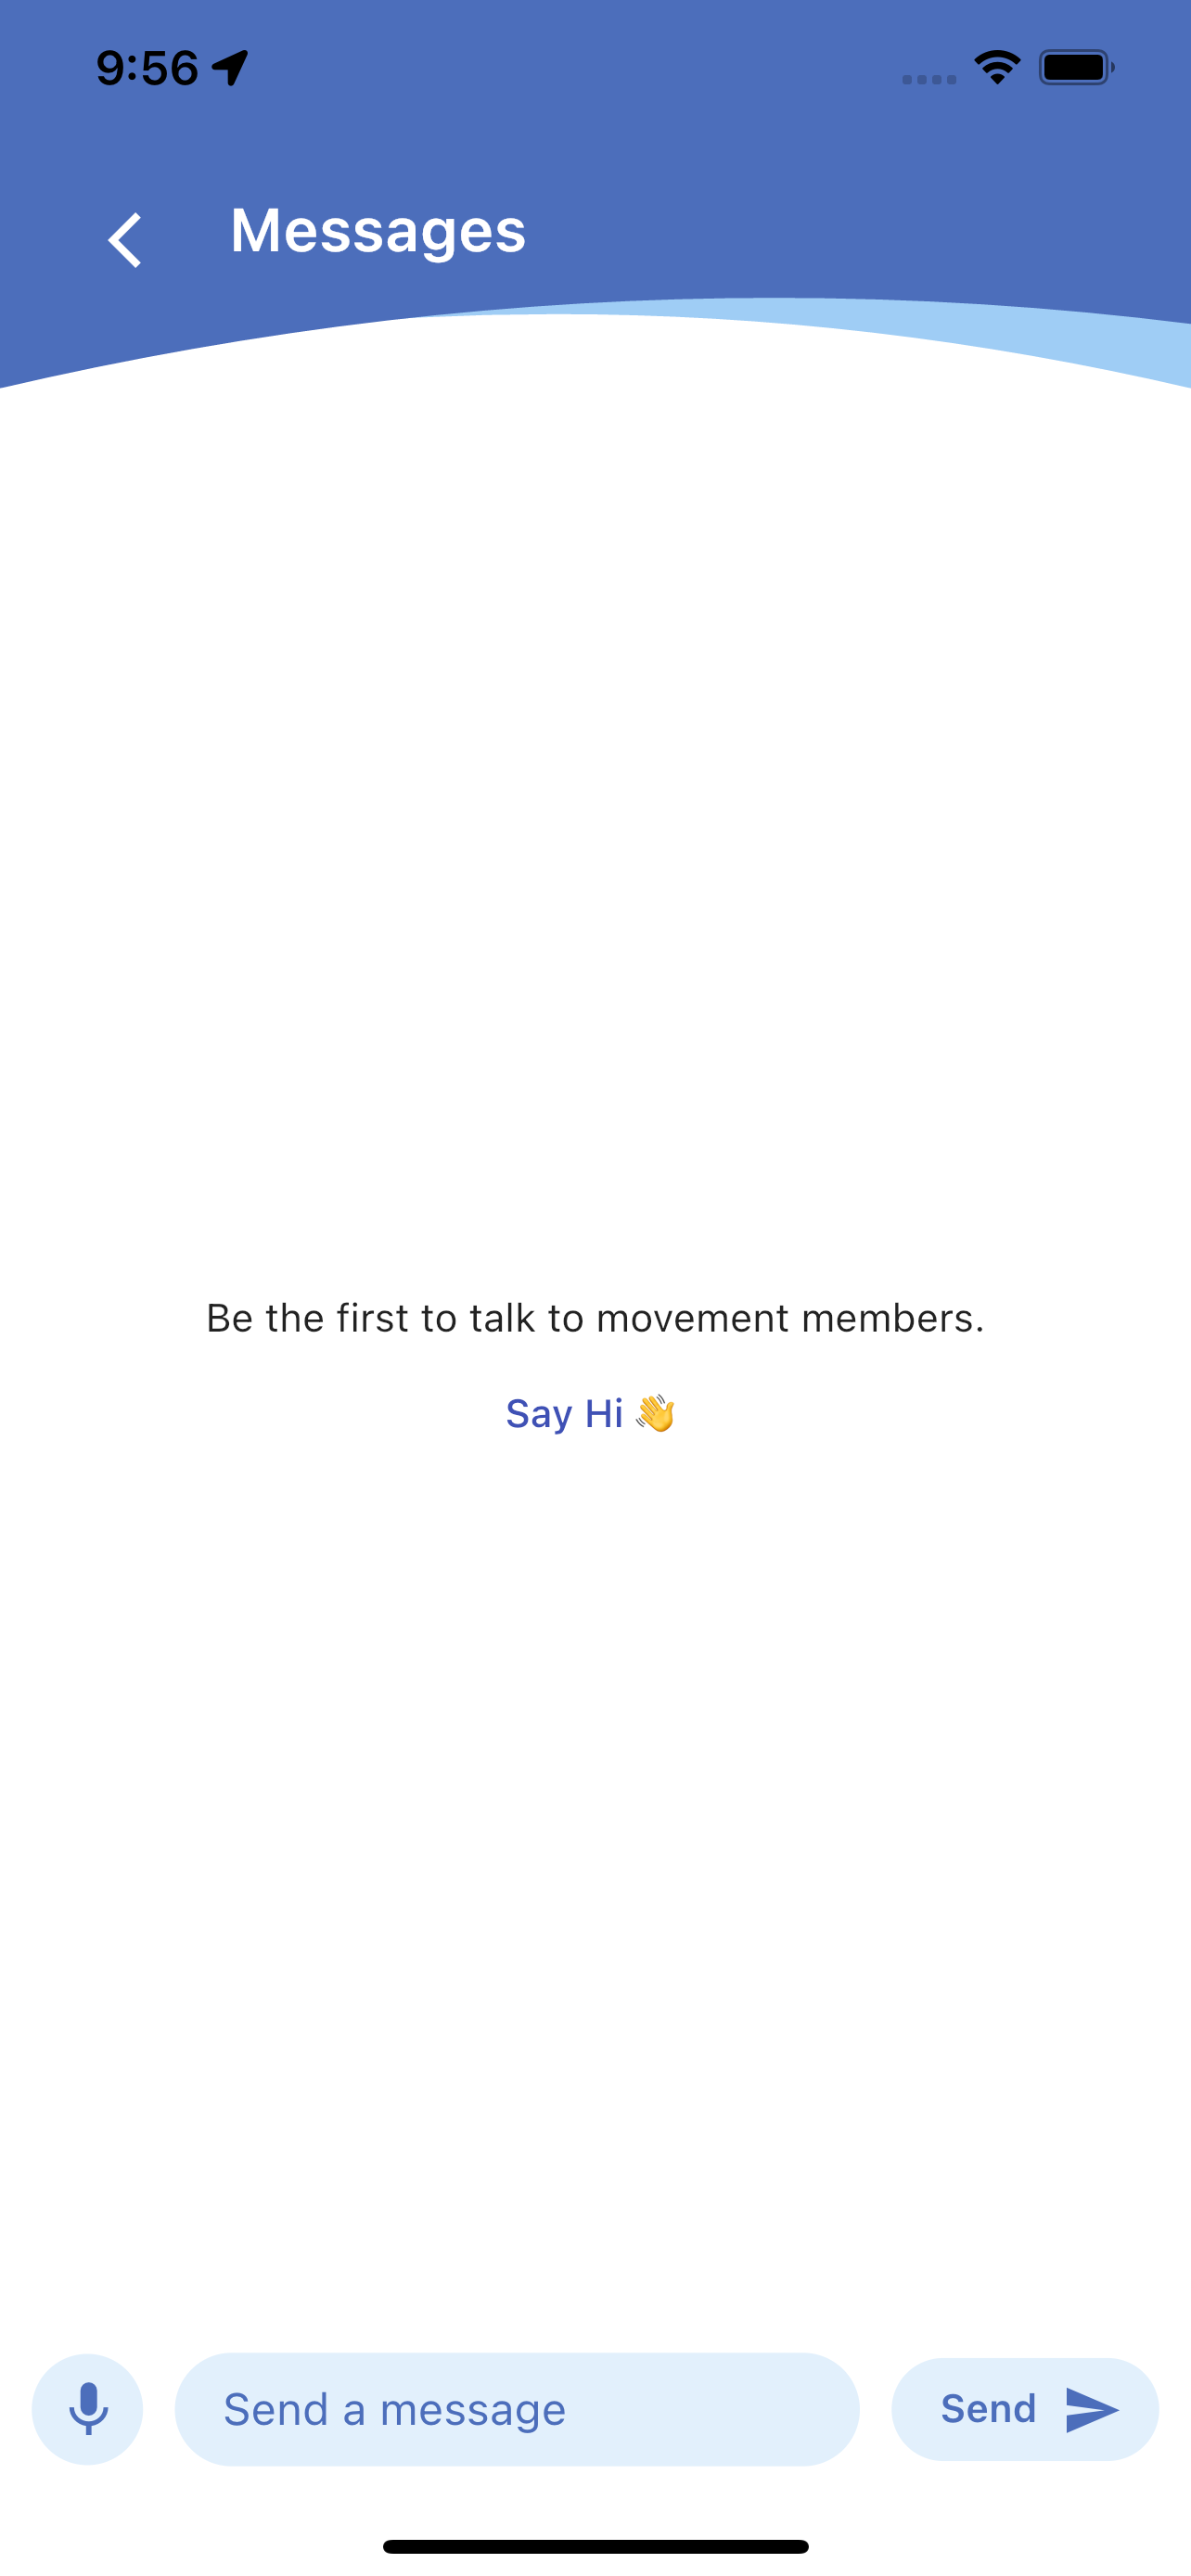 9:56
Messages
Be the first to talk to movement members.
Say Hi 👋
Send a message
Send